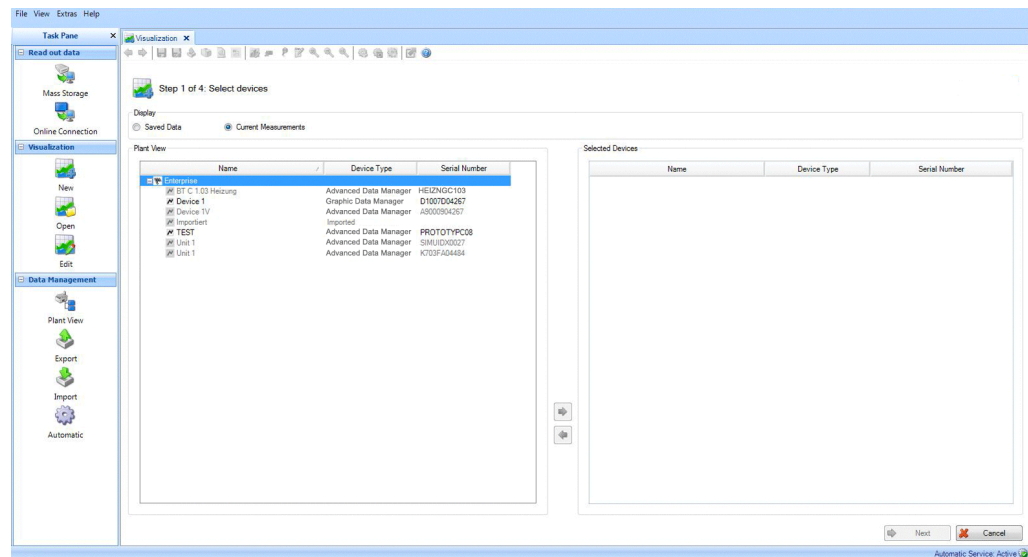 File View Extras Help
Task Pane
Visualization
Read out data
Mass Storage
Online Connection
Visualization
New
Open
Edit
Data Management
Plant View
Export
Import
Automatic
Step 1 of 4: Select devices
Display
Saved Data Current Measurements
Plant View
Name Device Type Serial Number
Enterprise
BT C 1.03 Heizung Advanced Data Manager HEIZNGC103
Device 1 Graphic Data Manager D1007D04267
Device 1V Advanced Data Manager A9000904267
Importiert Imported
TEST Advanced Data Manager PROTOTYPC08
Unit 1 Advanced Data Manager SIMUIDX0027
Unit 1 Advanced Data Manager K703FA04484
Selected Devices
Name Device Type Serial Number
Next Cancel
Automatic Service: Active